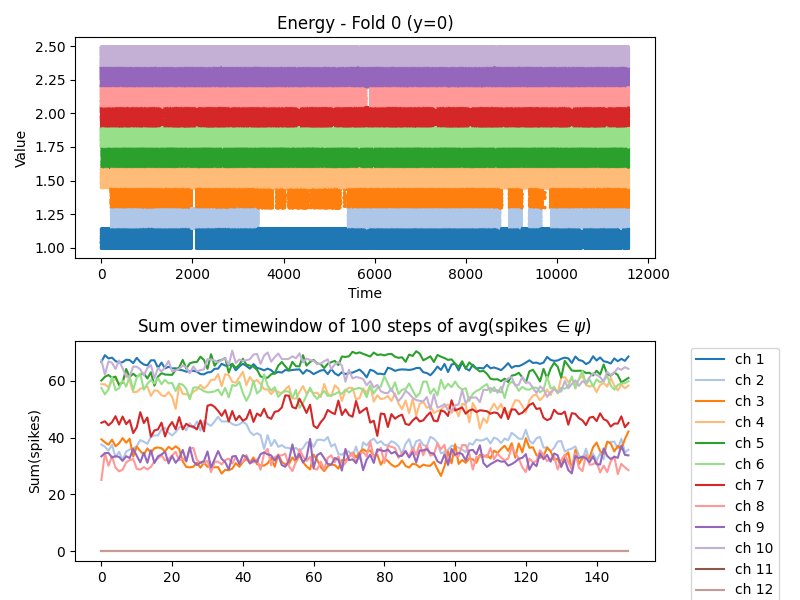 Energy - Fold 0 (y=0)
Value
2.50
2.25
2.00
1.75
1.50
1.25
1.00
0 2000 4000 6000 8000 10000 12000
Time
Sum over timewindow of 100 steps of avg(spikes ∈ ψ)
Sum(spikes)
60
40
20
0
0 20 40 60 80 100 120 140
ch 1
ch 2
ch 3
ch 4
ch 5
ch 6
ch 7
ch 8
ch 9
ch 10
ch 11
ch 12